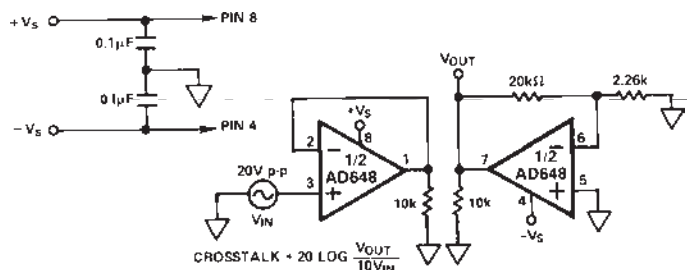 +VS
PIN 8
0.1µF
0.1µF
-VS
PIN 4
VOUT
20kΩ
2.26k
+VS
8
2
-
1/2
AD648
+
3
1
20V p-p
VIN
10k
7
10k
6
-
1/2
AD648
+
5
4
-VS
CROSSTALK = 20 LOG VOUT
10VIN